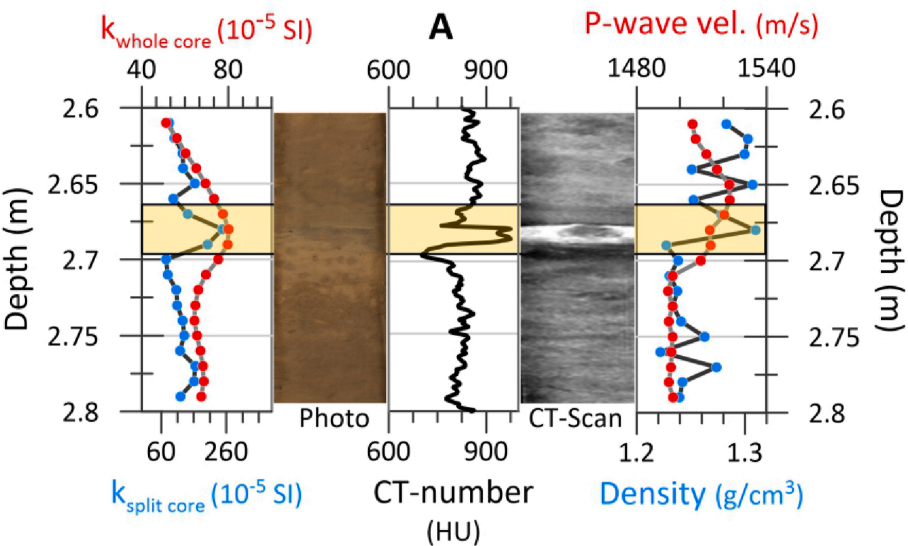 k whole core (10⁻⁵ SI)
A
P-wave vel. (m/s)
40 80
600 900
1480 1540
2.6 2.6
2.65 2.65
2.7 2.7
2.75 2.75
2.8 2.8
Depth (m)
Depth (m)
Photo
CT-Scan
60 260
600 900
1.2 1.3
k split core (10⁻⁵ SI)
CT-number
(HU)
Density (g/cm³)